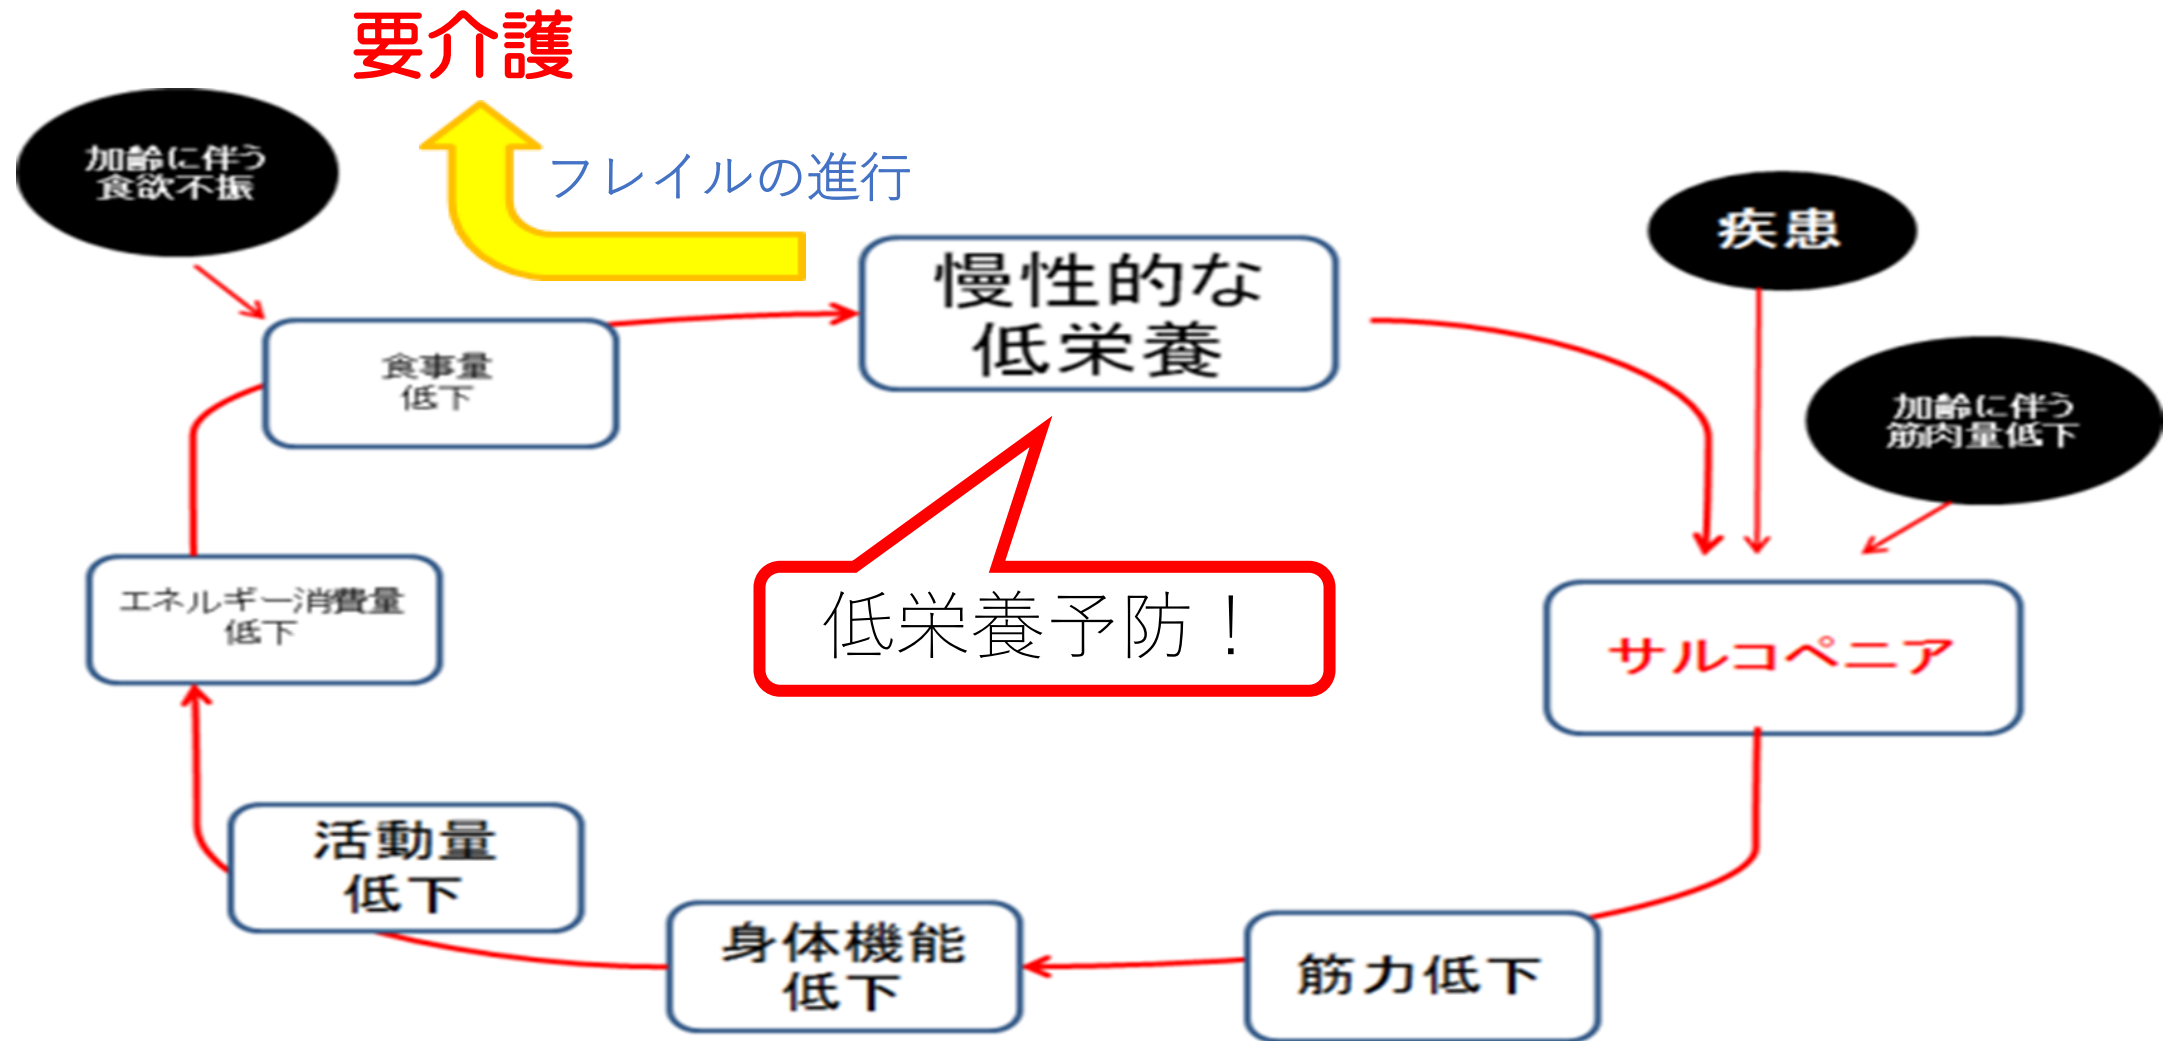 要介護
加齢に伴う
食欲不振
フレイルの進行
疾患
慢性的な
低栄養
食事量
低下
加齢に伴う
筋肉量低下
エネルギー消費量
低下
低栄養予防！
サルコペニア
活動量
低下
身体機能
低下
筋力低下